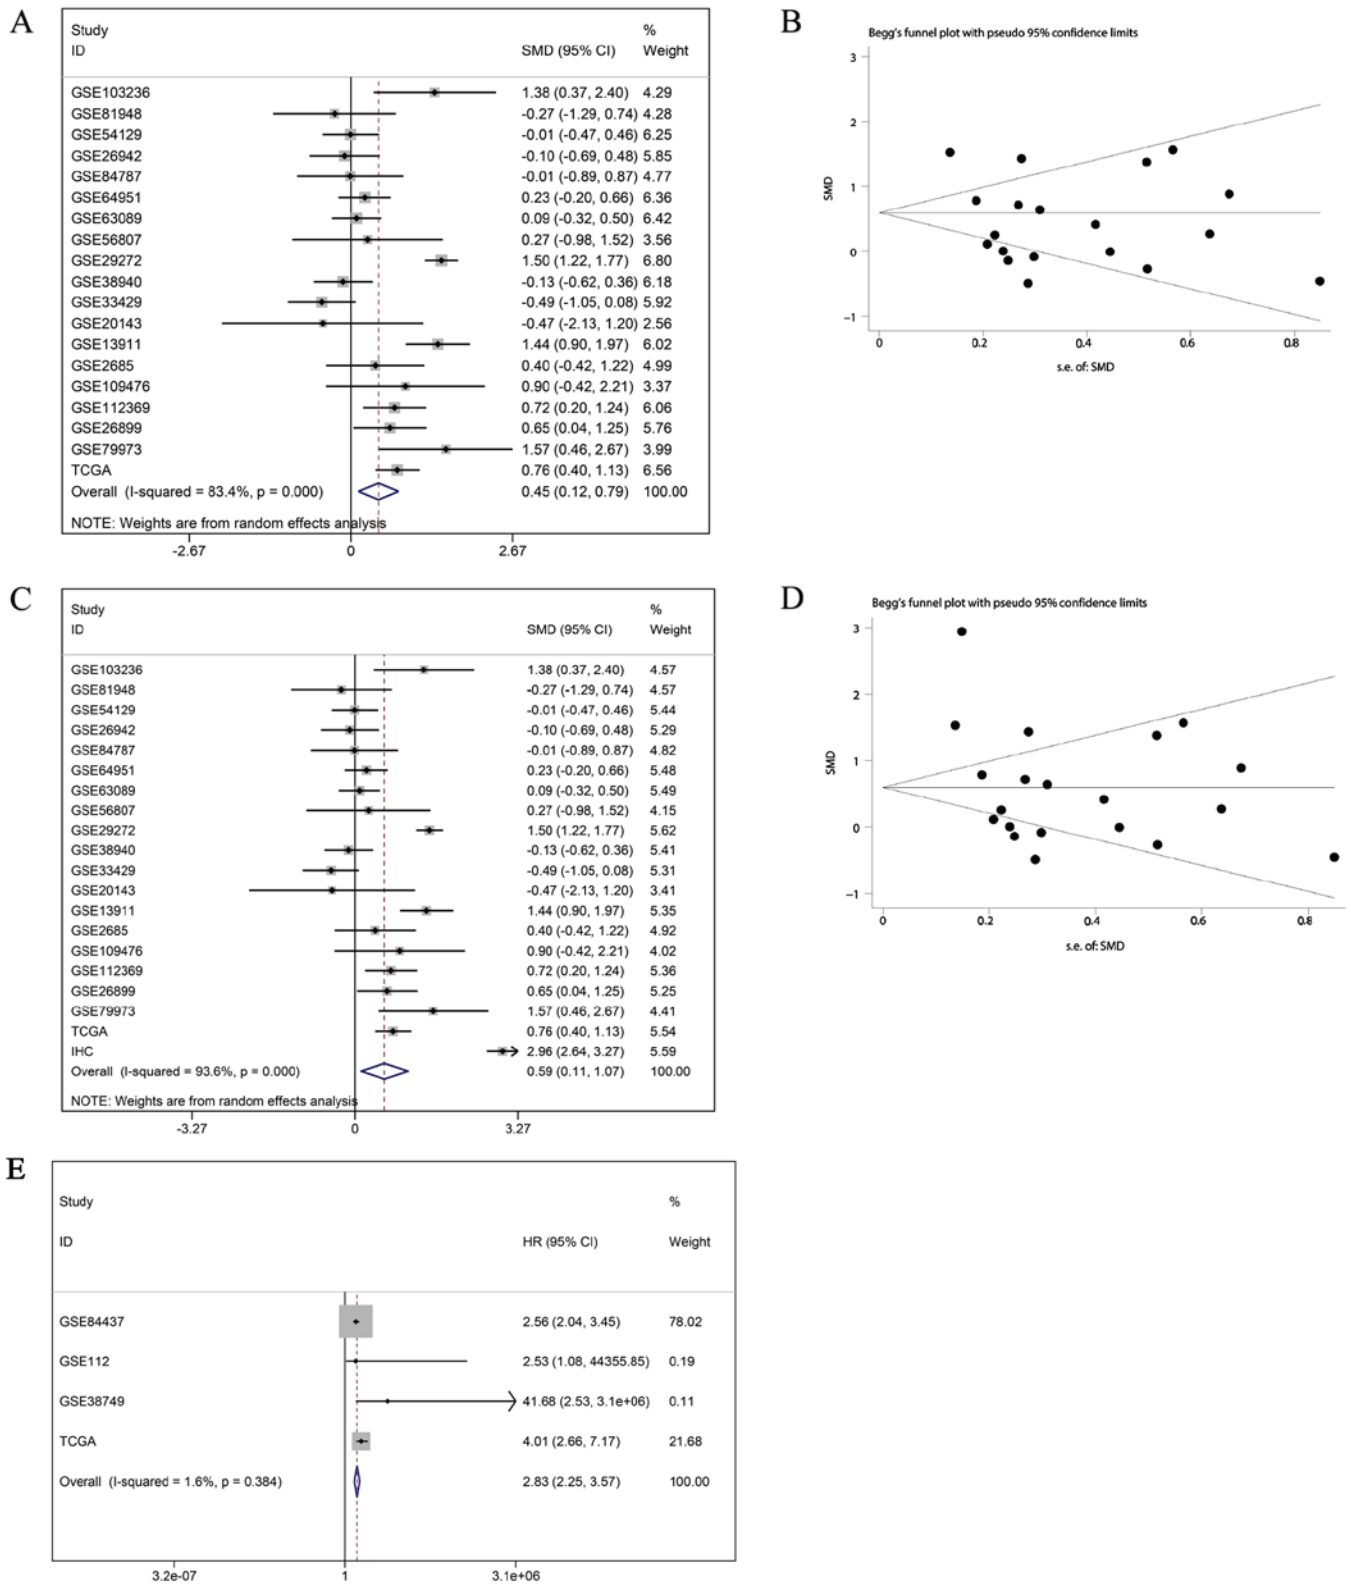 A
Study %
ID SMD (95% CI) Weight
GSE103236 1.38 (0.37, 2.40) 4.29
GSE81948 -0.27 (-1.29, 0.74) 4.28
GSE54129 -0.01 (-0.47, 0.46) 6.25
GSE26942 -0.10 (-0.69, 0.48) 5.85
GSE84787 -0.01 (-0.89, 0.87) 4.77
GSE64951 0.23 (-0.20, 0.66) 6.36
GSE63089 0.09 (-0.32, 0.50) 6.42
GSE56807 0.27 (-0.98, 1.52) 3.56
GSE29272 1.50 (1.22, 1.77) 6.80
GSE38940 -0.13 (-0.62, 0.36) 6.18
GSE33429 -0.49 (-1.05, 0.08) 5.92
GSE20143 -0.47 (-2.13, 1.20) 2.56
GSE13911 1.44 (0.90, 1.97) 6.02
GSE2685 0.40 (-0.42, 1.22) 4.99
GSE109476 0.90 (-0.42, 2.21) 3.37
GSE112369 0.72 (0.20, 1.24) 6.06
GSE26899 0.65 (0.04, 1.25) 5.76
GSE79973 1.57 (0.46, 2.67) 3.99
TCGA 0.76 (0.40, 1.13) 6.56
Overall (I-squared = 83.4%, p = 0.000) 0.45 (0.12, 0.79) 100.00
NOTE: Weights are from random effects analysis
-2.67 0 2.67
B
Begg's funnel plot with pseudo 95% confidence limits
3
2
1
0
-1
SMD
0 0.2 0.4 0.6 0.8
s.e. of: SMD
C
Study %
ID SMD (95% CI) Weight
GSE103236 1.38 (0.37, 2.40) 4.57
GSE81948 -0.27 (-1.29, 0.74) 4.57
GSE54129 -0.01 (-0.47, 0.46) 5.44
GSE26942 -0.10 (-0.69, 0.48) 5.29
GSE84787 -0.01 (-0.89, 0.87) 4.82
GSE64951 0.23 (-0.20, 0.66) 5.48
GSE63089 0.09 (-0.32, 0.50) 5.49
GSE56807 0.27 (-0.98, 1.52) 4.15
GSE29272 1.50 (1.22, 1.77) 5.62
GSE38940 -0.13 (-0.62, 0.36) 5.41
GSE33429 -0.49 (-1.05, 0.08) 5.31
GSE20143 -0.47 (-2.13, 1.20) 3.41
GSE13911 1.44 (0.90, 1.97) 5.35
GSE2685 0.40 (-0.42, 1.22) 4.92
GSE109476 0.90 (-0.42, 2.21) 4.02
GSE112369 0.72 (0.20, 1.24) 5.36
GSE26899 0.65 (0.04, 1.25) 5.25
GSE79973 1.57 (0.46, 2.67) 4.41
TCGA 0.76 (0.40, 1.13) 5.54
IHC 2.96 (2.64, 3.27) 5.59
Overall (I-squared = 93.6%, p = 0.000) 0.59 (0.11, 1.07) 100.00
NOTE: Weights are from random effects analysis
-3.27 0 3.27
D
Begg's funnel plot with pseudo 95% confidence limits
3
2
1
0
-1
SMD
0 0.2 0.4 0.6 0.8
s.e. of: SMD
E
Study %
ID HR (95% CI) Weight
GSE84437 2.56 (2.04, 3.45) 78.02
GSE112 2.53 (1.08, 44355.85) 0.19
GSE38749 41.68 (2.53, 3.1e+06) 0.11
TCGA 4.01 (2.66, 7.17) 21.68
Overall (I-squared = 1.6%, p = 0.384) 2.83 (2.25, 3.57) 100.00
3.2e-07 1 3.1e+06